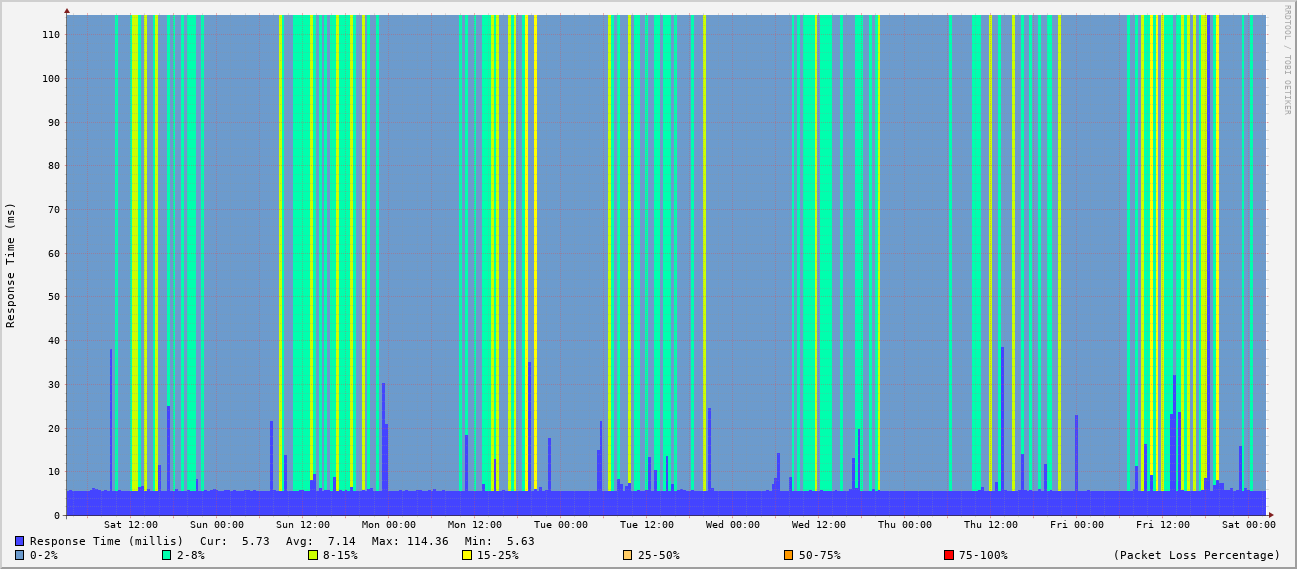 RRDTOOL / TOBI OETIKER
Response Time (ms)
110
100
90
80
70
60
50
40
30
20
10
0
Sat 12:00 Sun 00:00 Sun 12:00 Mon 00:00 Mon 12:00 Tue 00:00 Tue 12:00 Wed 00:00 Wed 12:00 Thu 00:00 Thu 12:00 Fri 00:00 Fri 12:00 Sat 00:00
Response Time (millis) Cur: 5.73 Avg: 7.14 Max: 114.36 Min: 5.63
0-2% 2-8% 8-15% 15-25% 25-50% 50-75% 75-100% (Packet Loss Percentage)